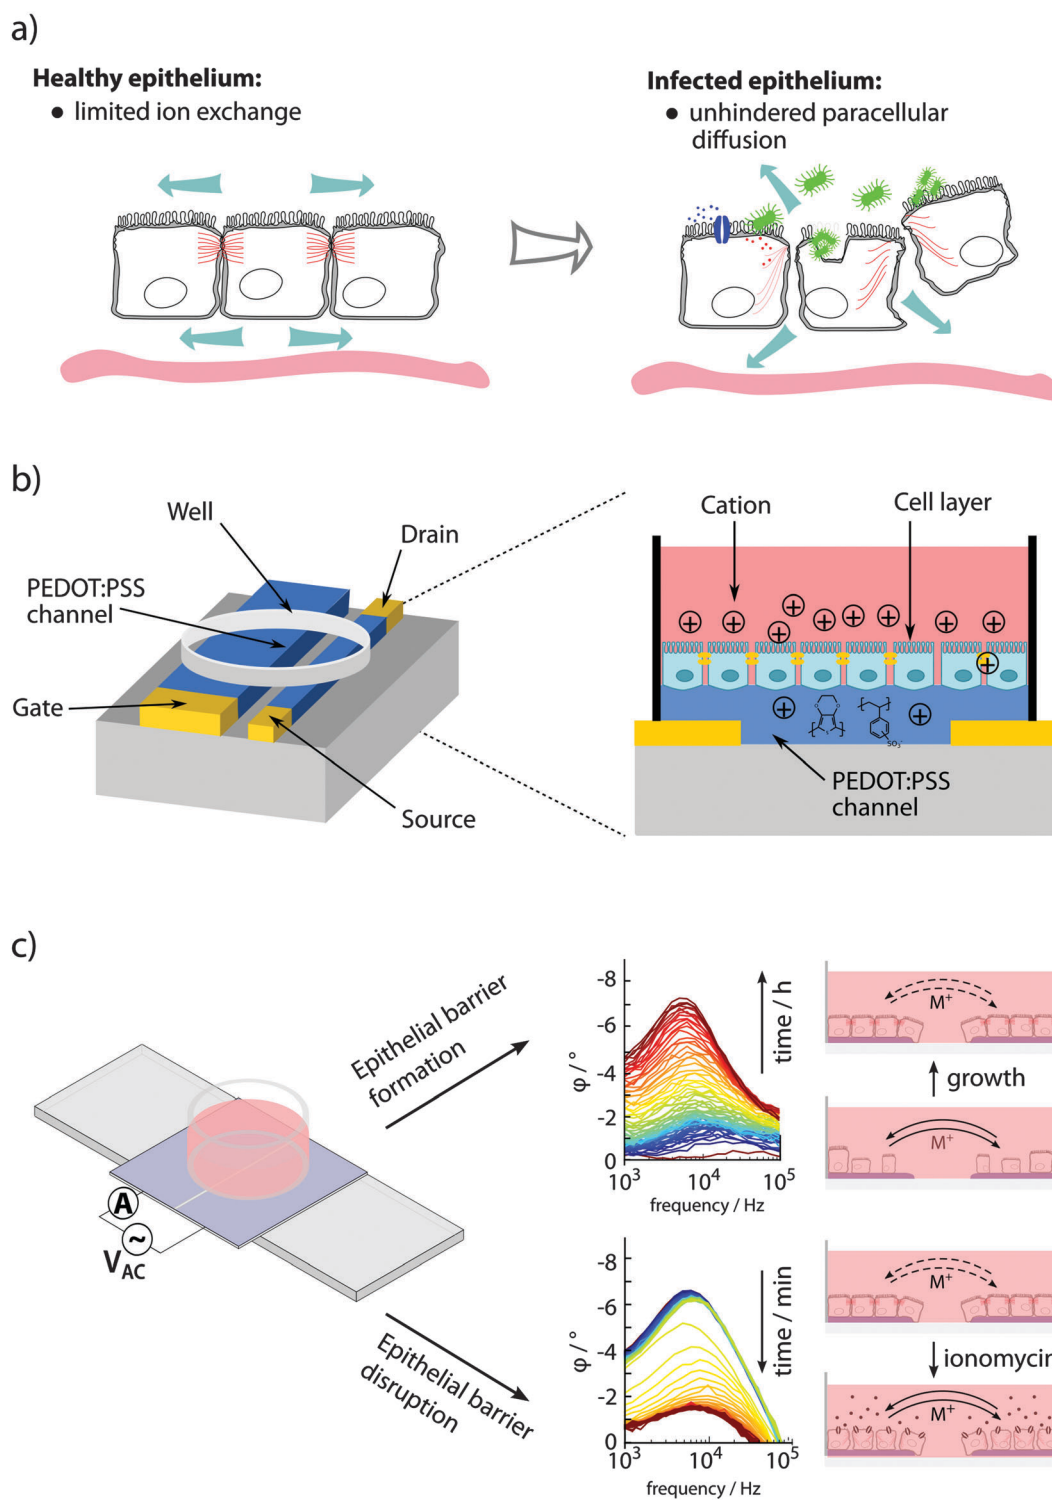 a)
Healthy epithelium:
● limited ion exchange
Infected epithelium:
● unhindered paracellular
diffusion
b)
Well
Drain
PEDOT:PSS
channel
Gate
Source
Cation
Cell layer
+ + + + + + + + +
+
+ +
SO₃⁻
PEDOT:PSS
channel
c)
Epithelial barrier
formation
A
~
V_AC
Epithelial barrier
disruption
φ / °
-8
-6
-4
-2
0
10³ 10⁴ 10⁵
frequency / Hz
time / h
M⁺
growth
M⁺
φ / °
-8
-6
-4
-2
0
10³ 10⁴ 10⁵
frequency / Hz
time / min
M⁺
ionomycin
M⁺